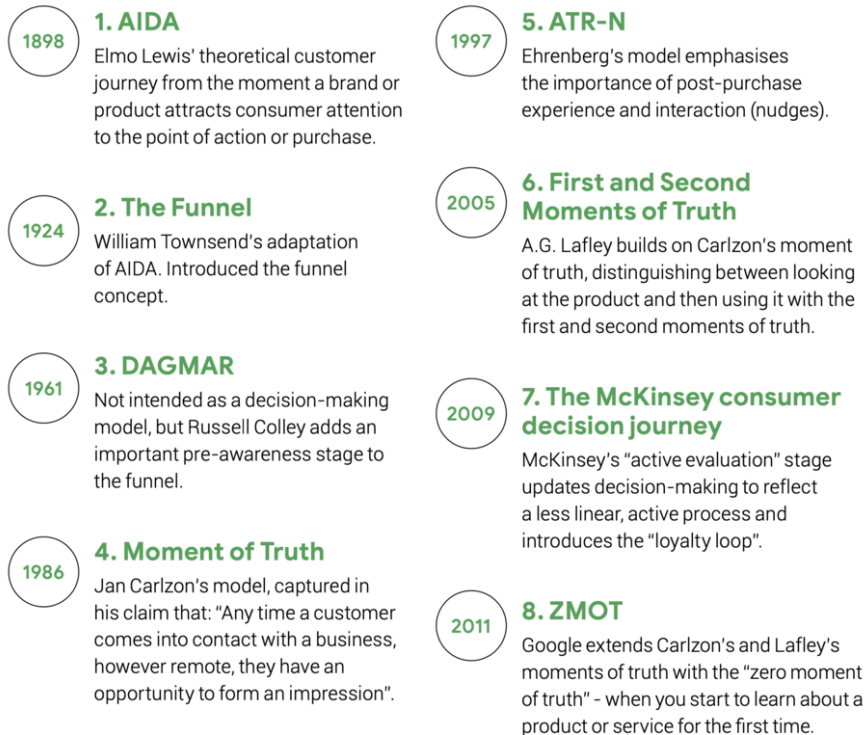 1898
1. AIDA
Elmo Lewis' theoretical customer
journey from the moment a brand or
product attracts consumer attention
to the point of action or purchase.
1924
2. The Funnel
William Townsend's adaptation
of AIDA. Introduced the funnel
concept.
1961
3. DAGMAR
Not intended as a decision-making
model, but Russell Colley adds an
important pre-awareness stage to
the funnel.
1986
4. Moment of Truth
Jan Carlzon's model, captured in
his claim that: “Any time a customer
comes into contact with a business,
however remote, they have an
opportunity to form an impression”.
1997
5. ATR-N
Ehrenberg's model emphasises
the importance of post-purchase
experience and interaction (nudges).
2005
6. First and Second
Moments of Truth
A.G. Lafley builds on Carlzon's moment
of truth, distinguishing between looking
at the product and then using it with the
first and second moments of truth.
2009
7. The McKinsey consumer
decision journey
McKinsey's “active evaluation” stage
updates decision-making to reflect
a less linear, active process and
introduces the “loyalty loop”.
2011
8. ZMOT
Google extends Carlzon's and Lafley's
moments of truth with the “zero moment
of truth” - when you start to learn about a
product or service for the first time.